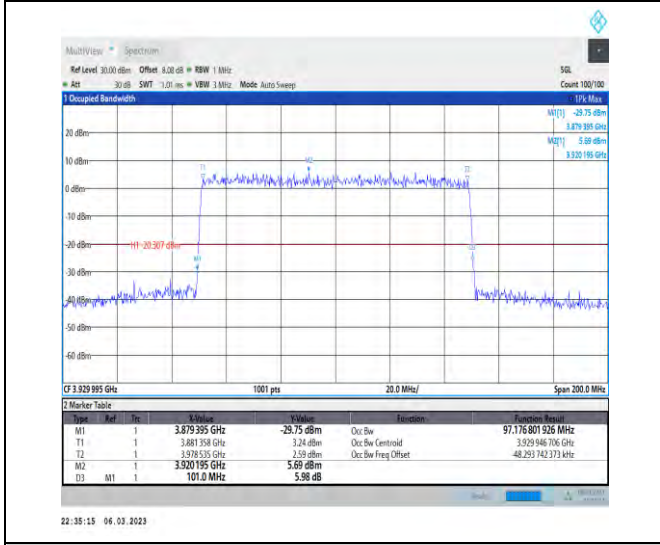 MultiView Spectrum
Ref Level 30.00 dBm Offset 8.00 dB RBW 1 MHz SGL
Att 30 dB SWT 1.01 ms VBW 3 MHz Mode Auto Sweep Count 100/100
1 Occupied Bandwidth 1Pk Max
M1[1] -29.75 dBm
3.879 395 GHz
20 dBm
M2[1] 5.69 dBm
3.920 195 GHz
10 dBm
T1 M2 T2
0 dBm
-10 dBm
-20 dBm H1 -20.307 dBm
M1
-30 dBm
-40 dBm
-50 dBm
-60 dBm
CF 3.929 995 GHz 1001 pts 20.0 MHz/ Span 200.0 MHz
2 Marker Table
Type Ref Trc X-Value Y-Value Function Function Result
M1 1 3.879 395 GHz -29.75 dBm Occ Bw 97.176 801 926 MHz
T1 1 3.881 358 GHz 3.24 dBm Occ Bw Centroid 3.929 946 706 GHz
T2 1 3.978 535 GHz 2.59 dBm Occ Bw Freq Offset -48.293 742 373 kHz
M2 1 3.920 195 GHz 5.69 dBm
D3 M1 1 101.0 MHz 5.98 dB
22:35:15 06.03.2023